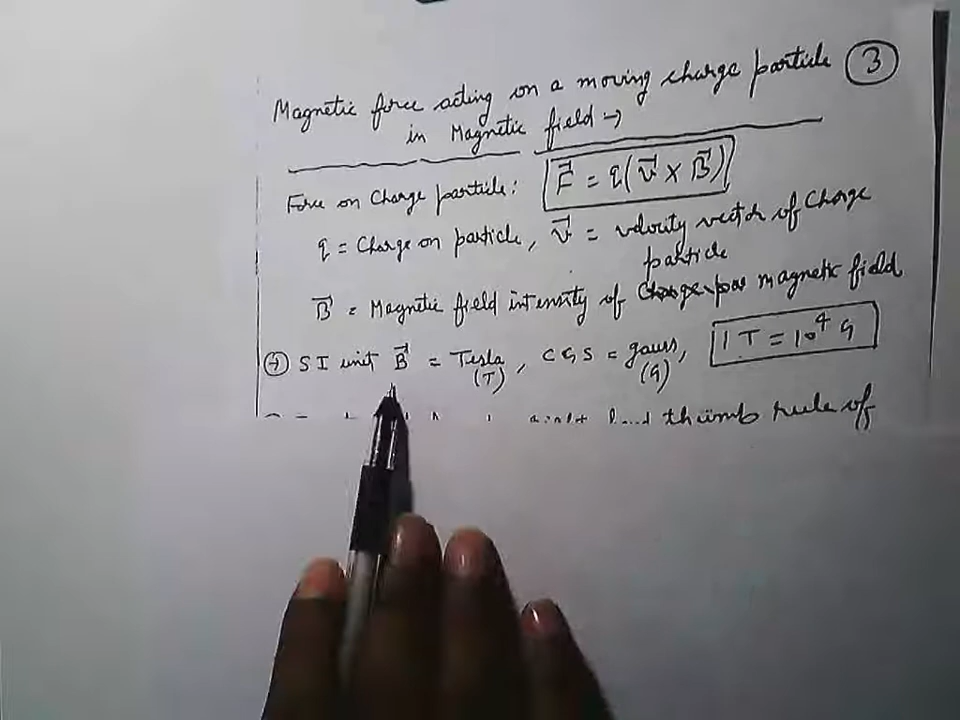 Magnetic force acting on a moving charge particle ③
in Magnetic field →
Force on Charge particle: F⃗ = q(v⃗ × B⃗)
q = Charge on particle, v⃗ = velocity vector of Charge
particle
B⃗ = Magnetic field intensity of magnetic field
SI unit B⃗ = Tesla (T), CGS = gauss, (G) 1 T = 10⁴ G
thumb rule of